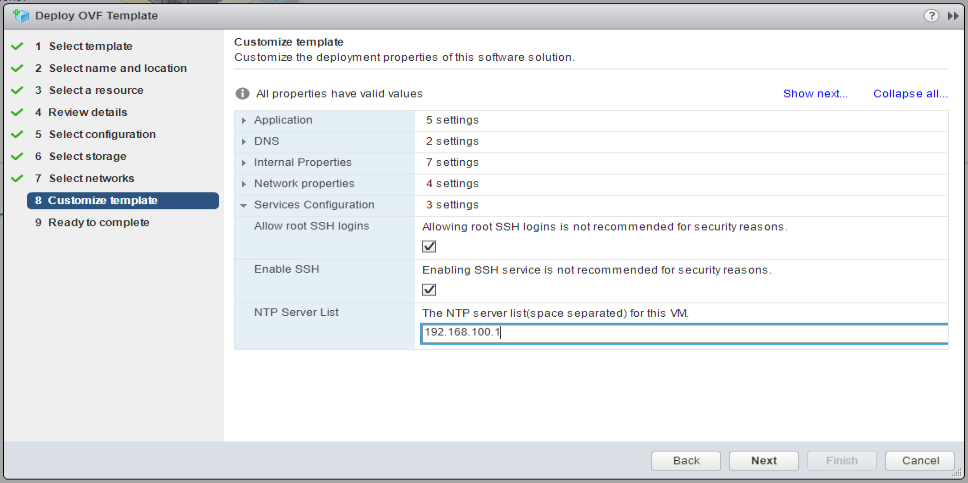 Deploy OVF Template
?
1 Select template
2 Select name and location
3 Select a resource
4 Review details
5 Select configuration
6 Select storage
7 Select networks
8 Customize template
9 Ready to complete
Customize template
Customize the deployment properties of this software solution.
All properties have valid values Show next... Collapse all...
Application 5 settings
DNS 2 settings
Internal Properties 7 settings
Network properties 4 settings
Services Configuration 3 settings
Allow root SSH logins Allowing root SSH logins is not recommended for security reasons.
Enable SSH Enabling SSH service is not recommended for security reasons.
NTP Server List The NTP server list(space separated) for this VM.
192.168.100.1
Back Next Finish Cancel